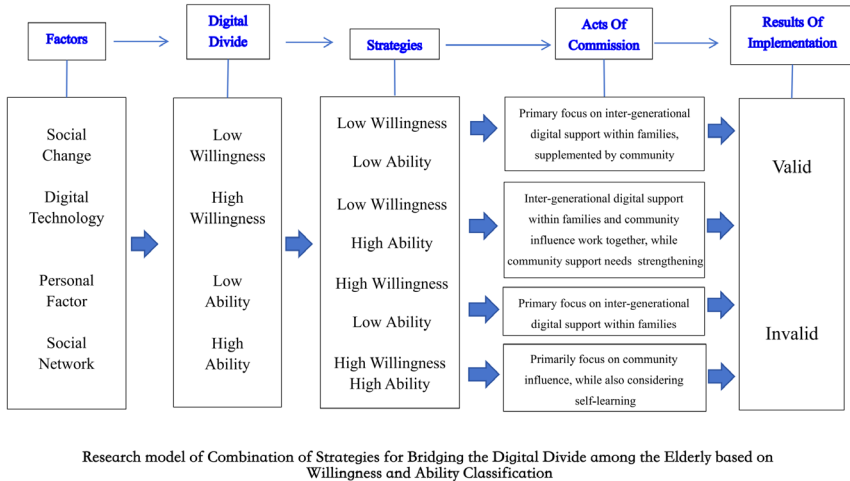 Factors
Digital
Divide
Strategies
Acts Of
Commission
Results Of
Implementation
Social
Change
Digital
Technology
Personal
Factor
Social
Network
Low
Willingness
High
Willingness
Low
Ability
High
Ability
Low Willingness
Low Ability
Low Willingness
High Ability
High Willingness
Low Ability
High Willingness
High Ability
Primary focus on inter-generational
digital support within families,
supplemented by community
Inter-generational digital support
within families and community
influence work together, while
community support needs strengthening
Primary focus on inter-generational
digital support within families
Primarily focus on community
influence, while also considering
self-learning
Valid
Invalid
Research model of Combination of Strategies for Bridging the Digital Divide among the Elderly based on
Willingness and Ability Classification